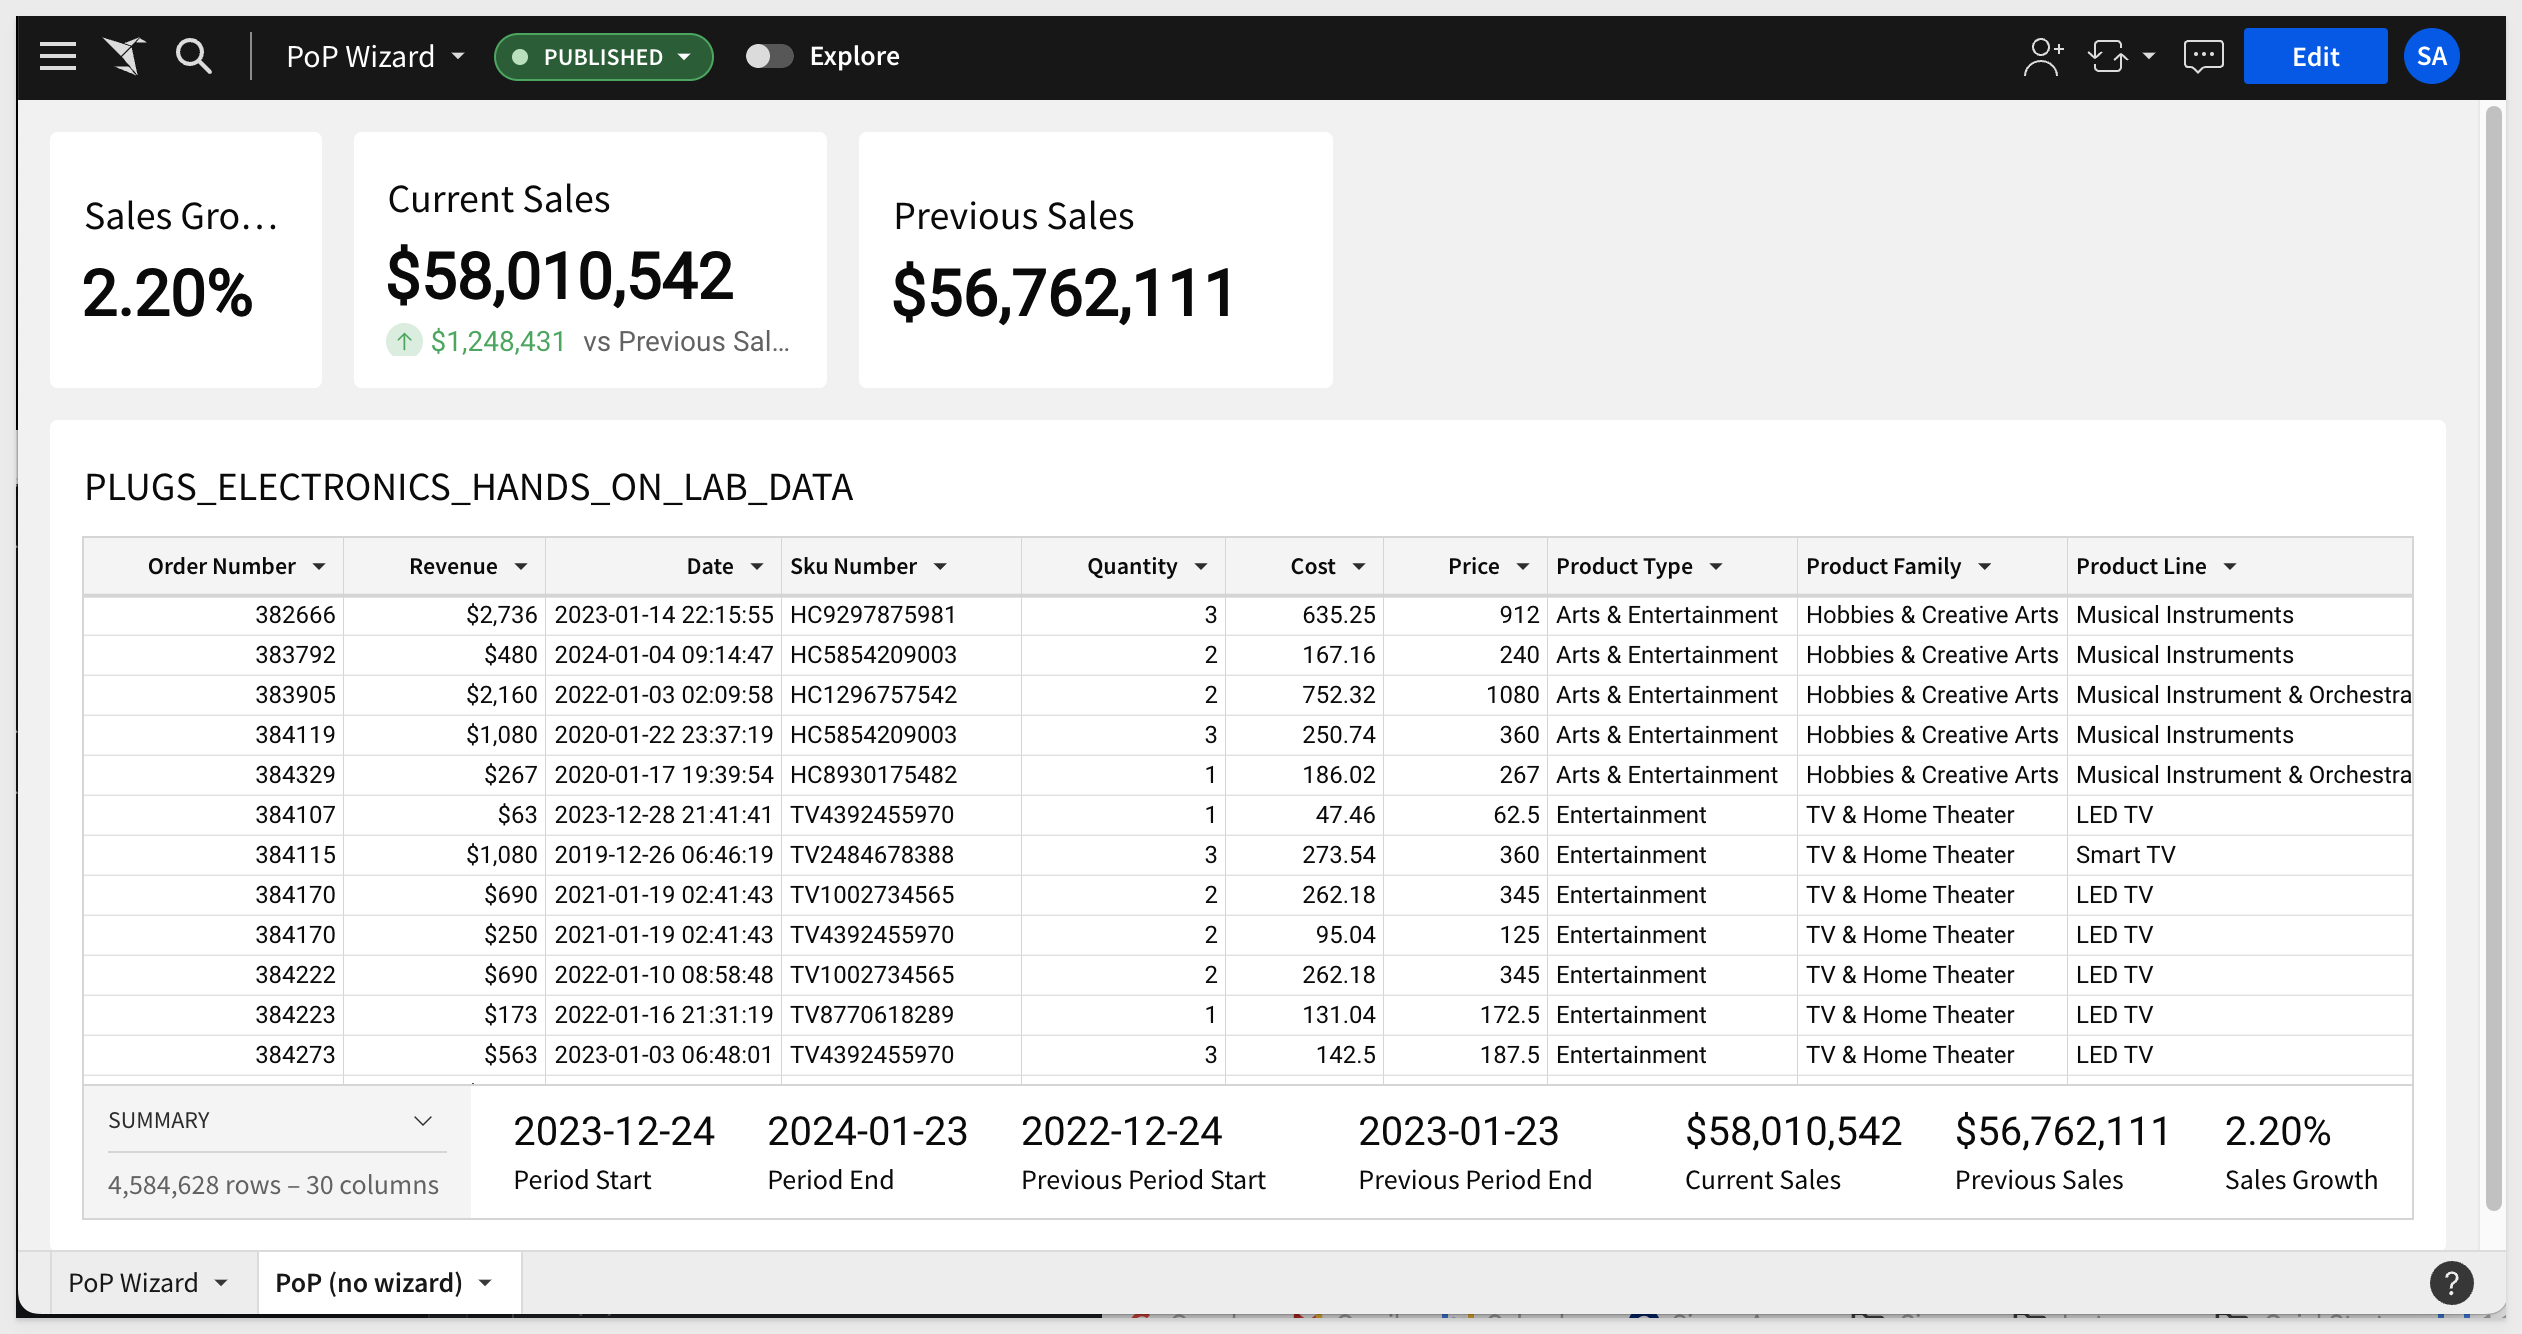 PoP Wizard PUBLISHED Explore Edit SA
Sales Gro...
2.20%
Current Sales
$58,010,542
$1,248,431 vs Previous Sal...
Previous Sales
$56,762,111
PLUGS_ELECTRONICS_HANDS_ON_LAB_DATA
Order Number Revenue Date Sku Number Quantity Cost Price Product Type Product Family Product Line
382666 $2,736 2023-01-14 22:15:55 HC9297875981 3 635.25 912 Arts & Entertainment Hobbies & Creative Arts Musical Instruments
383792 $480 2024-01-04 09:14:47 HC5854209003 2 167.16 240 Arts & Entertainment Hobbies & Creative Arts Musical Instruments
383905 $2,160 2022-01-03 02:09:58 HC1296757542 2 752.32 1080 Arts & Entertainment Hobbies & Creative Arts Musical Instrument & Orchestra
384119 $1,080 2020-01-22 23:37:19 HC5854209003 3 250.74 360 Arts & Entertainment Hobbies & Creative Arts Musical Instruments
384329 $267 2020-01-17 19:39:54 HC8930175482 1 186.02 267 Arts & Entertainment Hobbies & Creative Arts Musical Instrument & Orchestra
384107 $63 2023-12-28 21:41:41 TV4392455970 1 47.46 62.5 Entertainment TV & Home Theater LED TV
384115 $1,080 2019-12-26 06:46:19 TV2484678388 3 273.54 360 Entertainment TV & Home Theater Smart TV
384170 $690 2021-01-19 02:41:43 TV1002734565 2 262.18 345 Entertainment TV & Home Theater LED TV
384170 $250 2021-01-19 02:41:43 TV4392455970 2 95.04 125 Entertainment TV & Home Theater LED TV
384222 $690 2022-01-10 08:58:48 TV1002734565 2 262.18 345 Entertainment TV & Home Theater LED TV
384223 $173 2022-01-16 21:31:19 TV8770618289 1 131.04 172.5 Entertainment TV & Home Theater LED TV
384273 $563 2023-01-03 06:48:01 TV4392455970 3 142.5 187.5 Entertainment TV & Home Theater LED TV
SUMMARY
4,584,628 rows – 30 columns
2023-12-24 2024-01-23 2022-12-24 2023-01-23 $58,010,542 $56,762,111 2.20%
Period Start Period End Previous Period Start Previous Period End Current Sales Previous Sales Sales Growth
PoP Wizard PoP (no wizard) ?